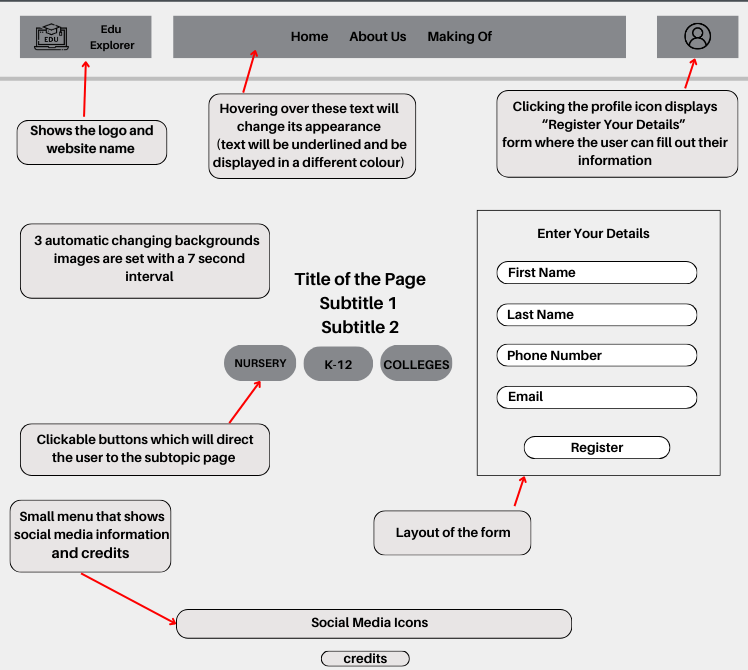 EDU
Edu
Explorer
Home About Us Making Of
Shows the logo and
website name
Hovering over these text will
change its appearance
(text will be underlined and be
displayed in a different colour)
Clicking the profile icon displays
“Register Your Details”
form where the user can fill out their
information
3 automatic changing backgrounds
images are set with a 7 second
interval
Title of the Page
Subtitle 1
Subtitle 2
NURSERY K-12 COLLEGES
Enter Your Details
First Name
Last Name
Phone Number
Email
Register
Clickable buttons which will direct
the user to the subtopic page
Layout of the form
Small menu that shows
social media information
and credits
Social Media Icons
credits